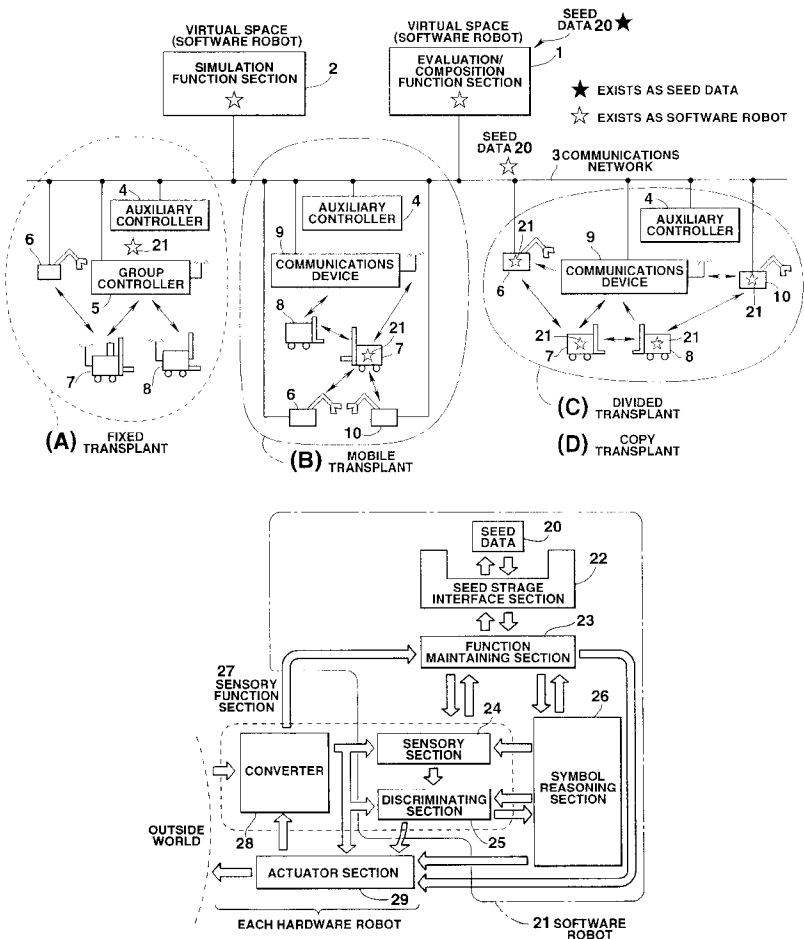 VIRTUAL SPACE
(SOFTWARE ROBOT)
SIMULATION
FUNCTION SECTION
2
VIRTUAL SPACE
(SOFTWARE ROBOT)
EVALUATION/
COMPOSITION
FUNCTION SECTION
1
SEED
DATA 20 ★
★ EXISTS AS SEED DATA
☆ EXISTS AS SOFTWARE ROBOT
SEED
DATA 20
3 COMMUNICATIONS
NETWORK
4
AUXILIARY
CONTROLLER
21
6
GROUP
CONTROLLER
5
7
8
(A) FIXED
TRANSPLANT
4
AUXILIARY
CONTROLLER
9
COMMUNICATIONS
DEVICE
8
21
7
6
10
(B) MOBILE
TRANSPLANT
4
AUXILIARY
CONTROLLER
21
6
9
COMMUNICATIONS
DEVICE
10
21
21
7
21
8
(C) DIVIDED
TRANSPLANT
(D) COPY
TRANSPLANT
SEED
DATA
20
22
SEED STRAGE
INTERFACE SECTION
23
FUNCTION
MAINTAINING SECTION
27
SENSORY
FUNCTION
SECTION
24
SENSORY
SECTION
26
SYMBOL
REASONING
SECTION
CONVERTER
28
DISCRIMINATING
SECTION
25
OUTSIDE
WORLD
ACTUATOR SECTION
29
EACH HARDWARE ROBOT
21 SOFTWARE
ROBOT